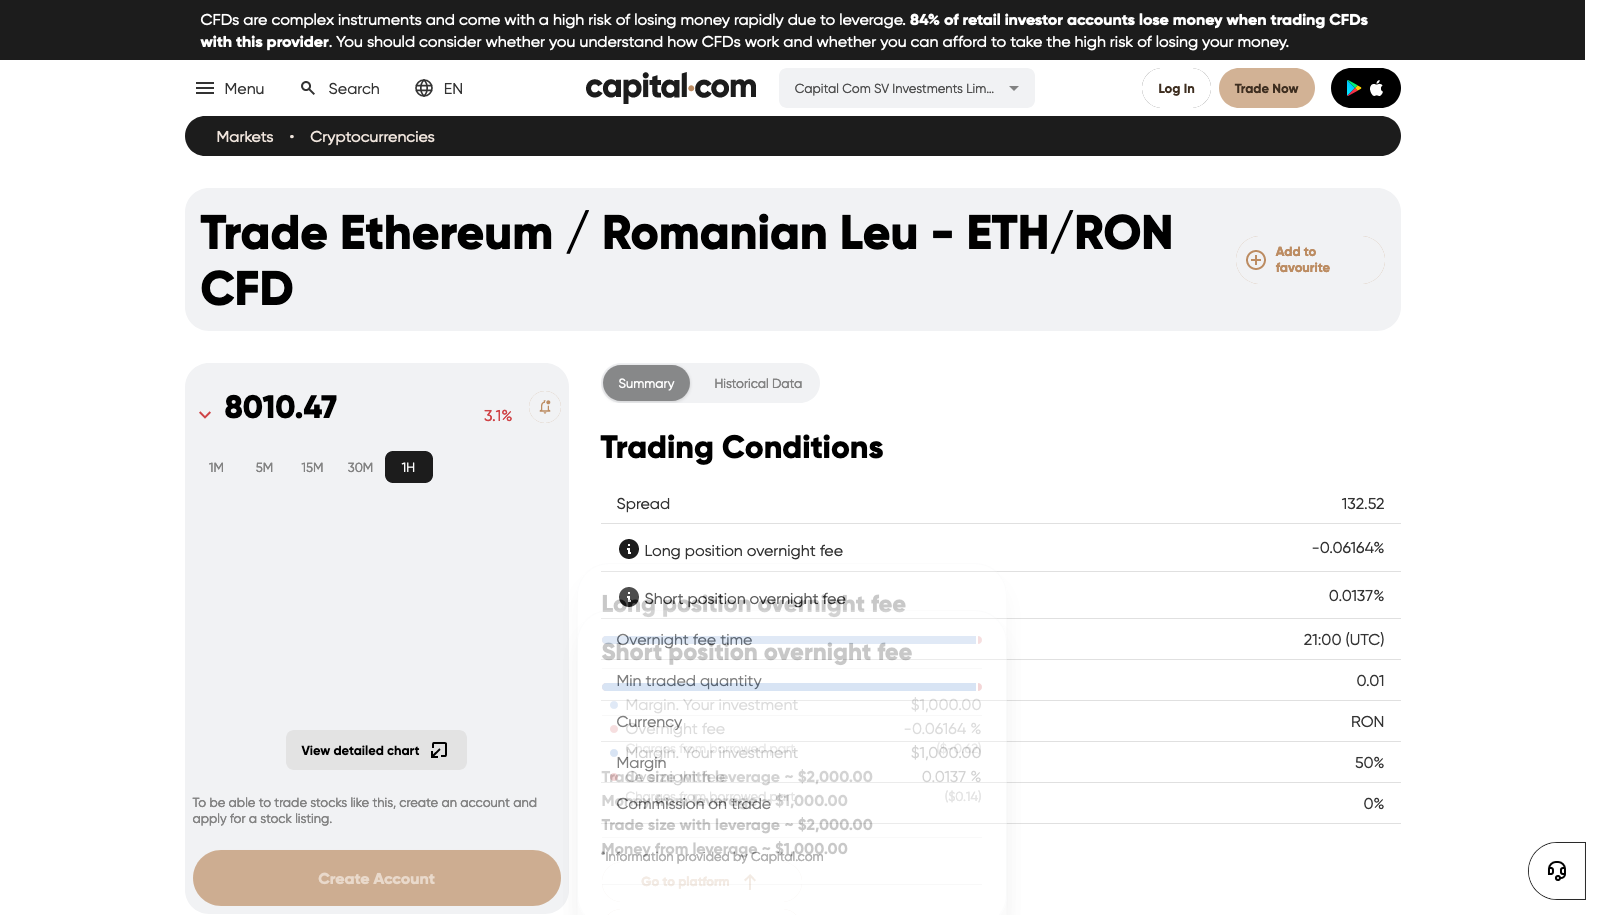 CFDs are complex instruments and come with a high risk of losing money rapidly due to leverage. 84% of retail investor accounts lose money when trading CFDs
with this provider. You should consider whether you understand how CFDs work and whether you can afford to take the high risk of losing your money.
Menu
Search
EN
capital.com
Capital Com SV Investments Lim...
Log In
Trade Now
Markets • Cryptocurrencies
Trade Ethereum / Romanian Leu - ETH/RON
CFD
Add to
favourite
8010.47
3.1%
1M 5M 15M 30M 1H
View detailed chart
To be able to trade stocks like this, create an account and
apply for a stock listing.
Create Account
Summary
Historical Data
Trading Conditions
Spread 132.52
Long position overnight fee -0.06164%
Short position overnight fee 0.0137%
Overnight fee time 21:00 (UTC)
Min traded quantity 0.01
Currency RON
Margin 50%
Commission on trade 0%
*Information provided by Capital.com
Long position overnight fee
Short position overnight fee
Margin. Your investment $1,000.00
Overnight fee -0.06164 %
Margin. Your investment $1,000.00
Overnight fee 0.0137 %
Charges from borrowed part ($0.14)
Trade size with leverage ~ $2,000.00
Money from leverage ~ $1,000.00
Trade size with leverage ~ $2,000.00
Money from leverage ~ $1,000.00
Go to platform